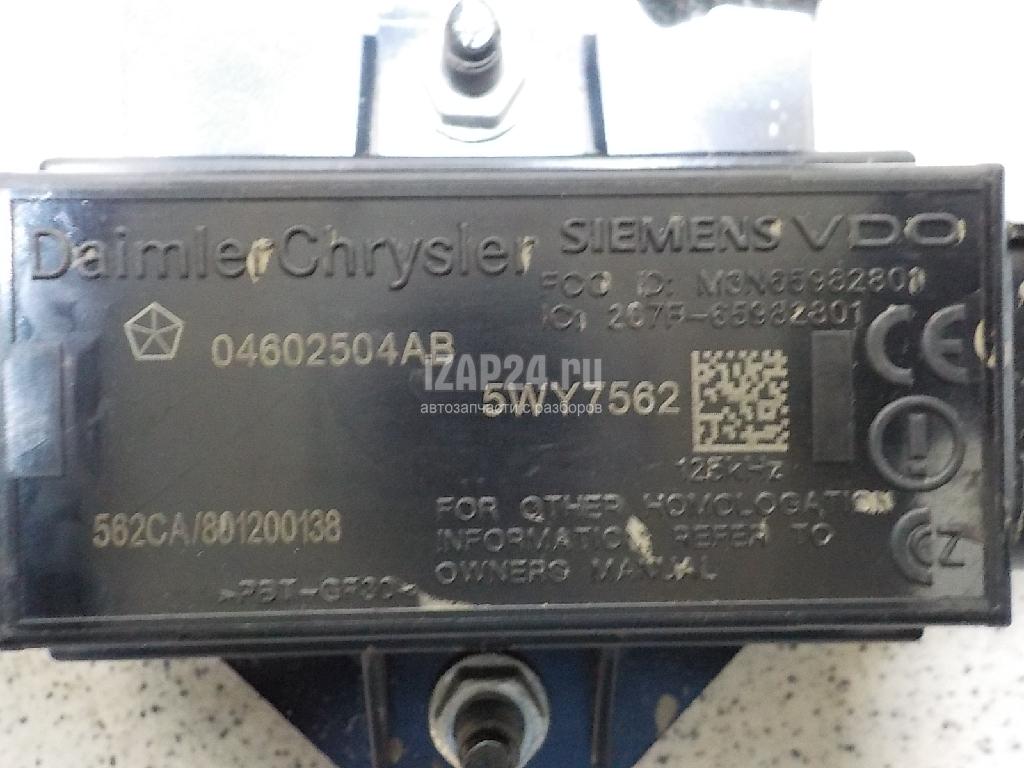 DaimlerChrysler
SIEMENS VDO
FCC ID: M3N65982801
IC: 267F-65982801
04602504AB
iZAP24.ru
автозапчасти с разборов
5WY7562
125kHz
562CA/801200138
FOR OTHER HOMOLOGATION
INFORMATION REFER TO
OWNERS MANUAL
>PBT-GF30<